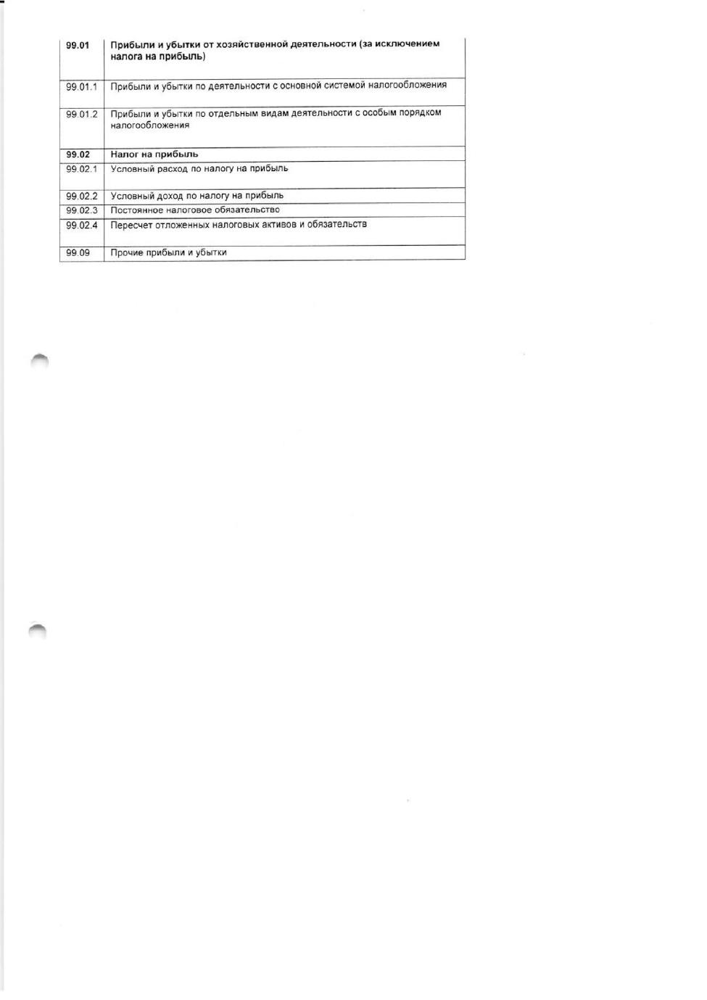 99.01 Прибыли и убытки от хозяйственной деятельности (за исключением
налога на прибыль)
99.01.1 Прибыли и убытки по деятельности с основной системой налогообложения
99.01.2 Прибыли и убытки по отдельным видам деятельности с особым порядком
налогообложения
99.02 Налог на прибыль
99.02.1 Условный расход по налогу на прибыль
99.02.2 Условный доход по налогу на прибыль
99.02.3 Постоянное налоговое обязательство
99.02.4 Пересчет отложенных налоговых активов и обязательств
99.09 Прочие прибыли и убытки